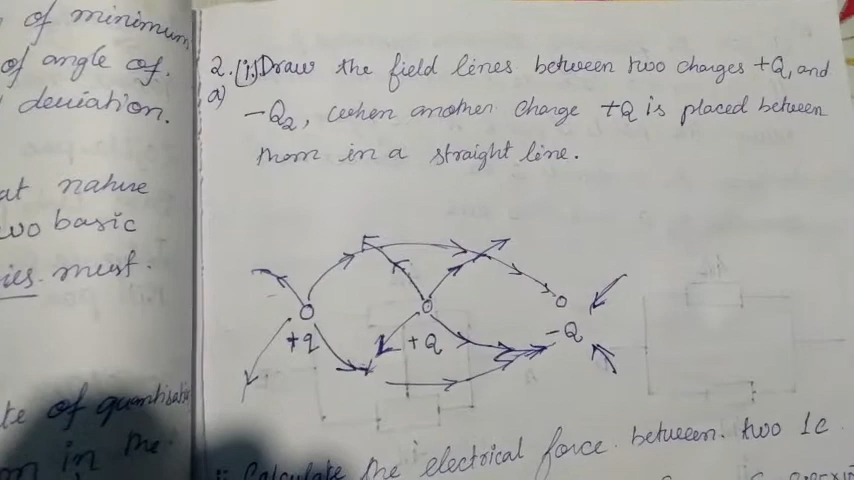 of minimum
of angle of.
deviation.
at nature
two basic
ies must.
te of quantisati
in the
2. (i) Draw the field lines between two charges +Q, and
a)
-Q2, when another charge +Q is placed between
them in a straight line.
+q
+Q
-Q
Calculate the electrical force between two 1c